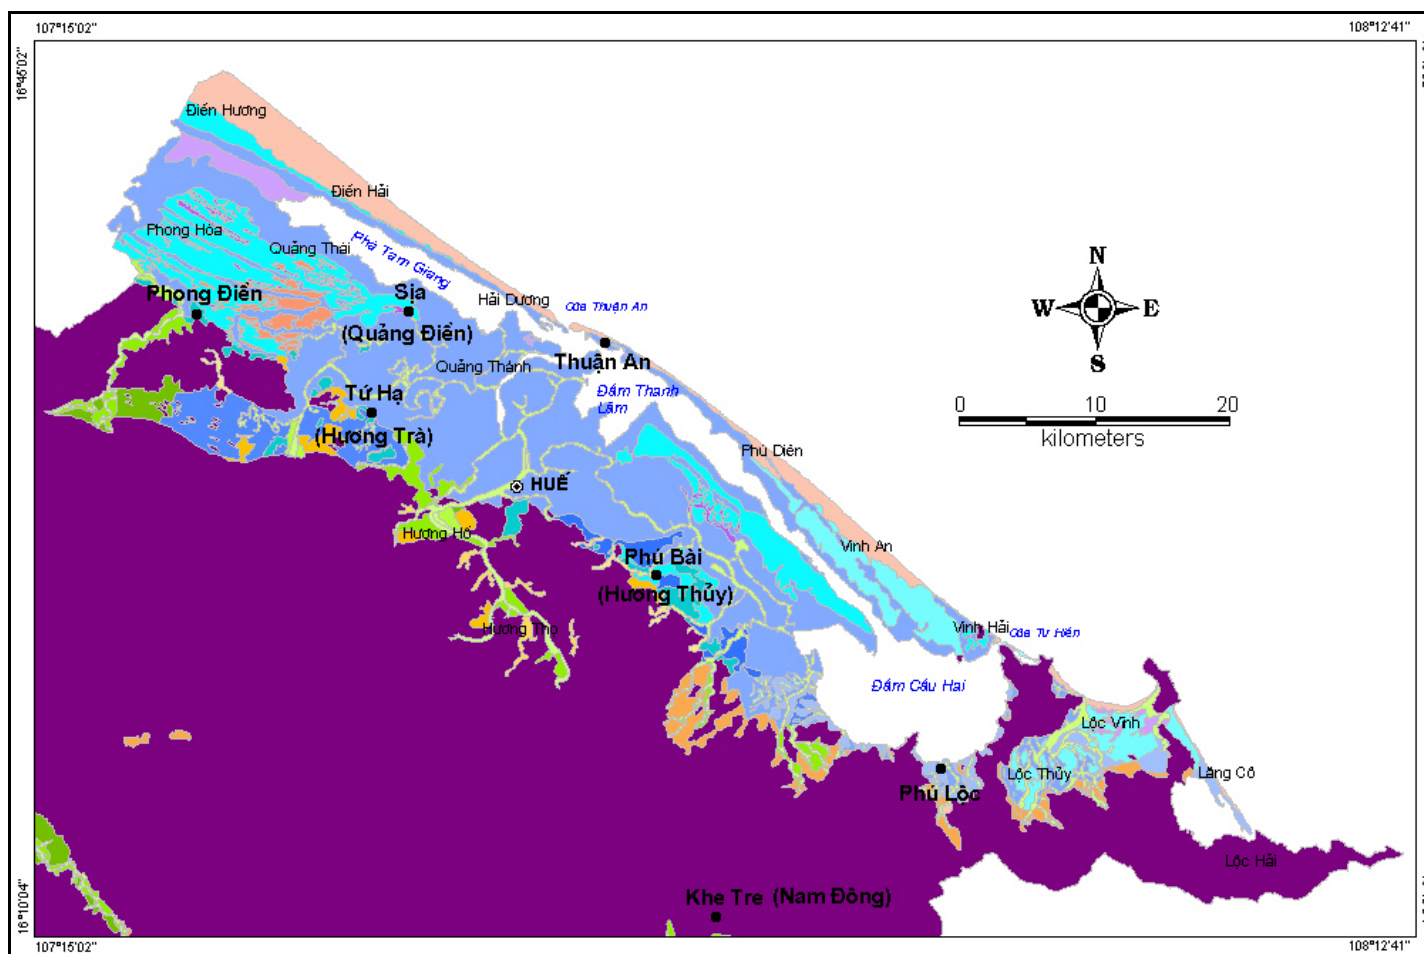 107°15'02"
108°12'41"
16°45'02"
Điền Hương
Điền Hải
Phong Hòa
Quảng Thái
Phá Tam Giang
Phong Điền
Sịa
Hải Dương
Cửa Thuận An
(Quảng Điền)
Thuận An
Quảng Thành
Đầm Thanh
Lăm
Tứ Hạ
(Hương Trà)
Phú Diên
HUẾ
Hương Hồ
Vinh An
Phú Bài
(Hương Thủy)
Hương Thọ
Vinh Hải
Cửa Tư Hiền
Đầm Cầu Hai
Lộc Vĩnh
Lộc Thủy
Lăng Cô
Phú Lộc
Lộc Hải
Khe Tre (Nam Đông)
N
W
E
S
0
10
20
kilometers
16°10'04"
107°15'02"
108°12'41"